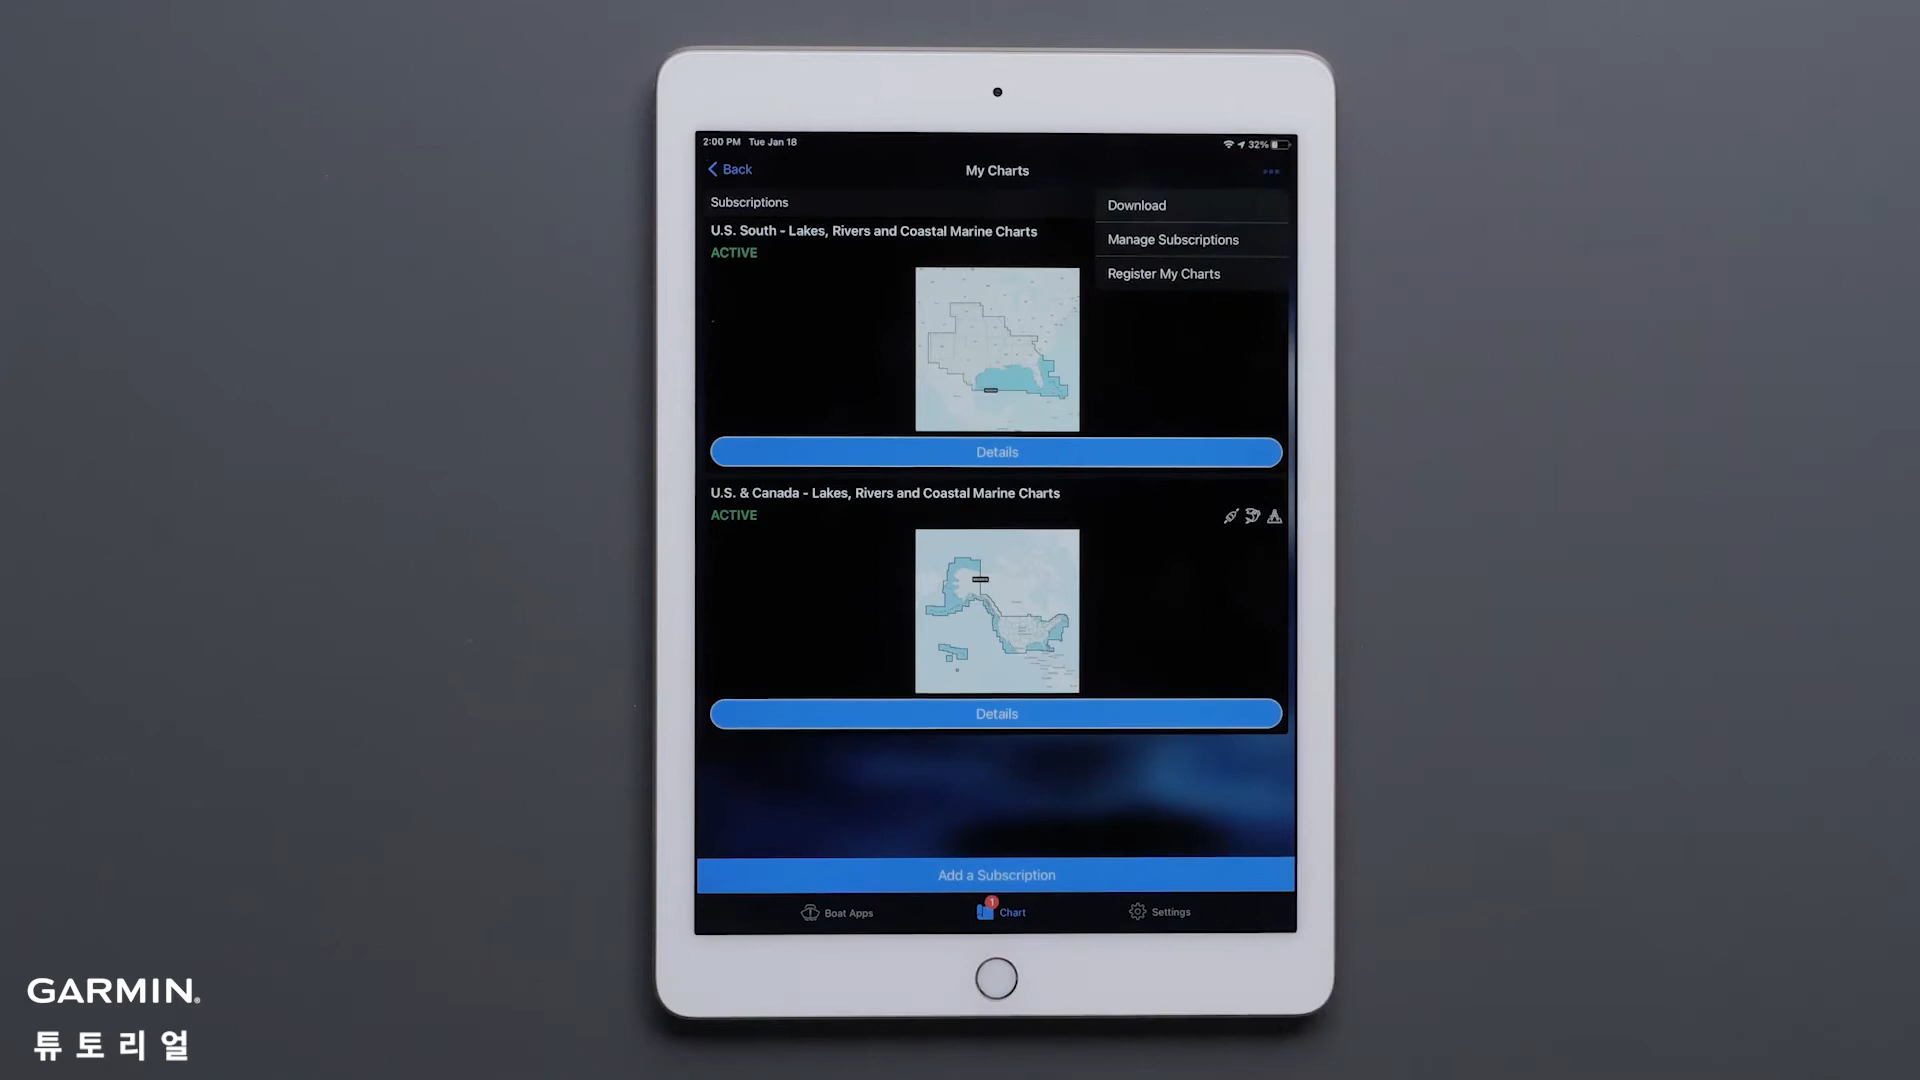 2:00 PM Tue Jan 18
32%
Back
My Charts
Subscriptions
Download
Manage Subscriptions
Register My Charts
U.S. South - Lakes, Rivers and Coastal Marine Charts
ACTIVE
Details
U.S. & Canada - Lakes, Rivers and Coastal Marine Charts
ACTIVE
Details
Add a Subscription
Boat Apps
1
Chart
Settings
GARMIN®
튜토리얼